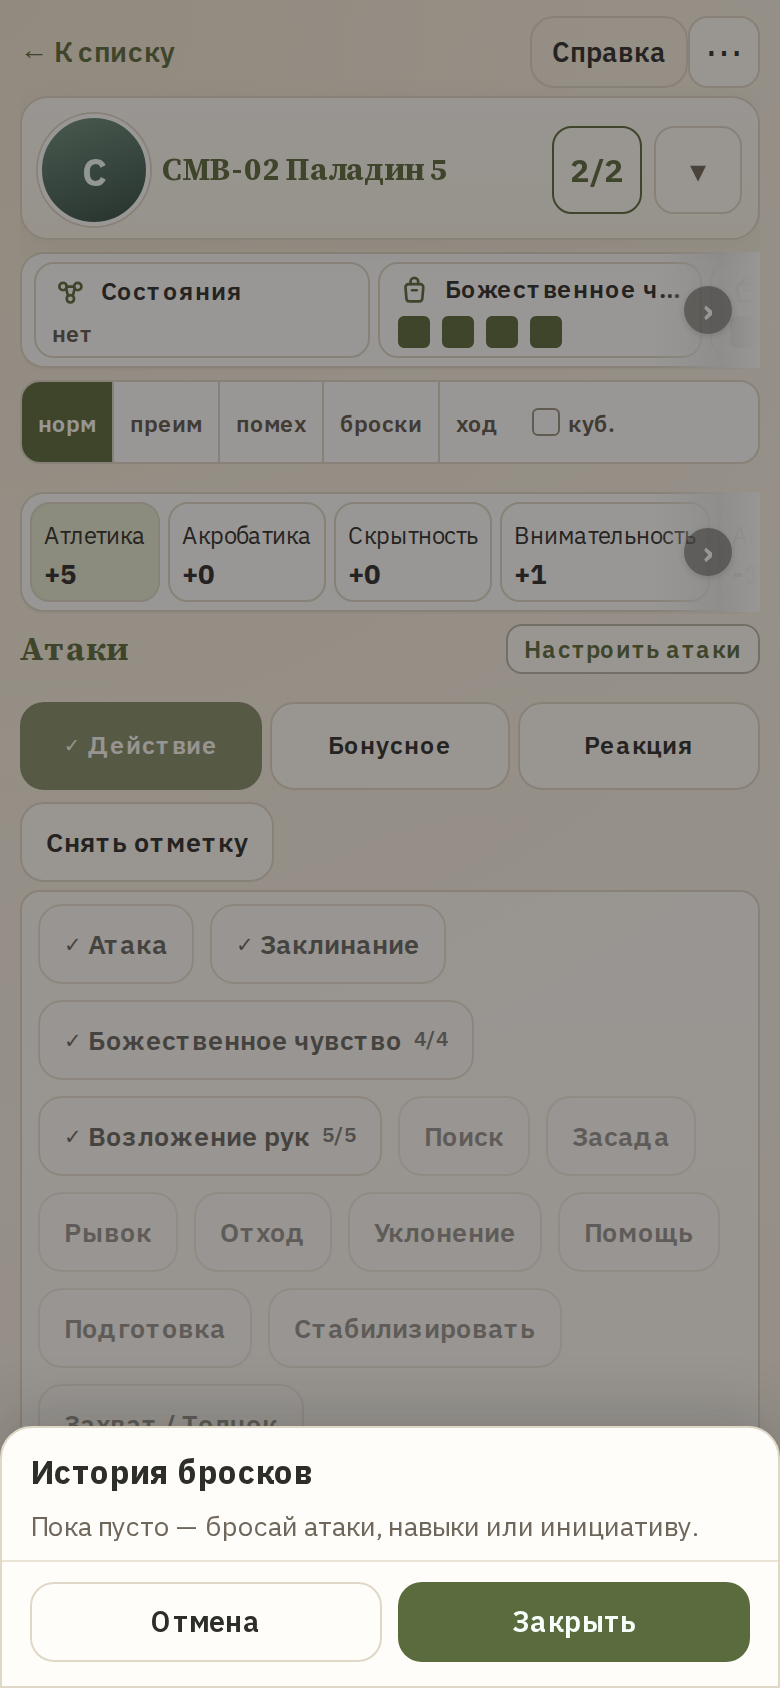 ← К списку
Справка
...
С
СМВ-02 Паладин 5
2/2
▼
Состояния
нет
Божественное ч...
норм
преим
помех
броски
ход
куб.
Атлетика
+5
Акробатика
+0
Скрытность
+0
Внимательность
+1
Атаки
Настроить атаки
✓ Действие
Бонусное
Реакция
Снять отметку
✓ Атака
✓ Заклинание
✓ Божественное чувство 4/4
✓ Возложение рук 5/5
Поиск
Засада
Рывок
Отход
Уклонение
Помощь
Подготовка
Стабилизировать
Захват / Толчок
История бросков
Пока пусто — бросай атаки, навыки или инициативу.
Отмена
Закрыть